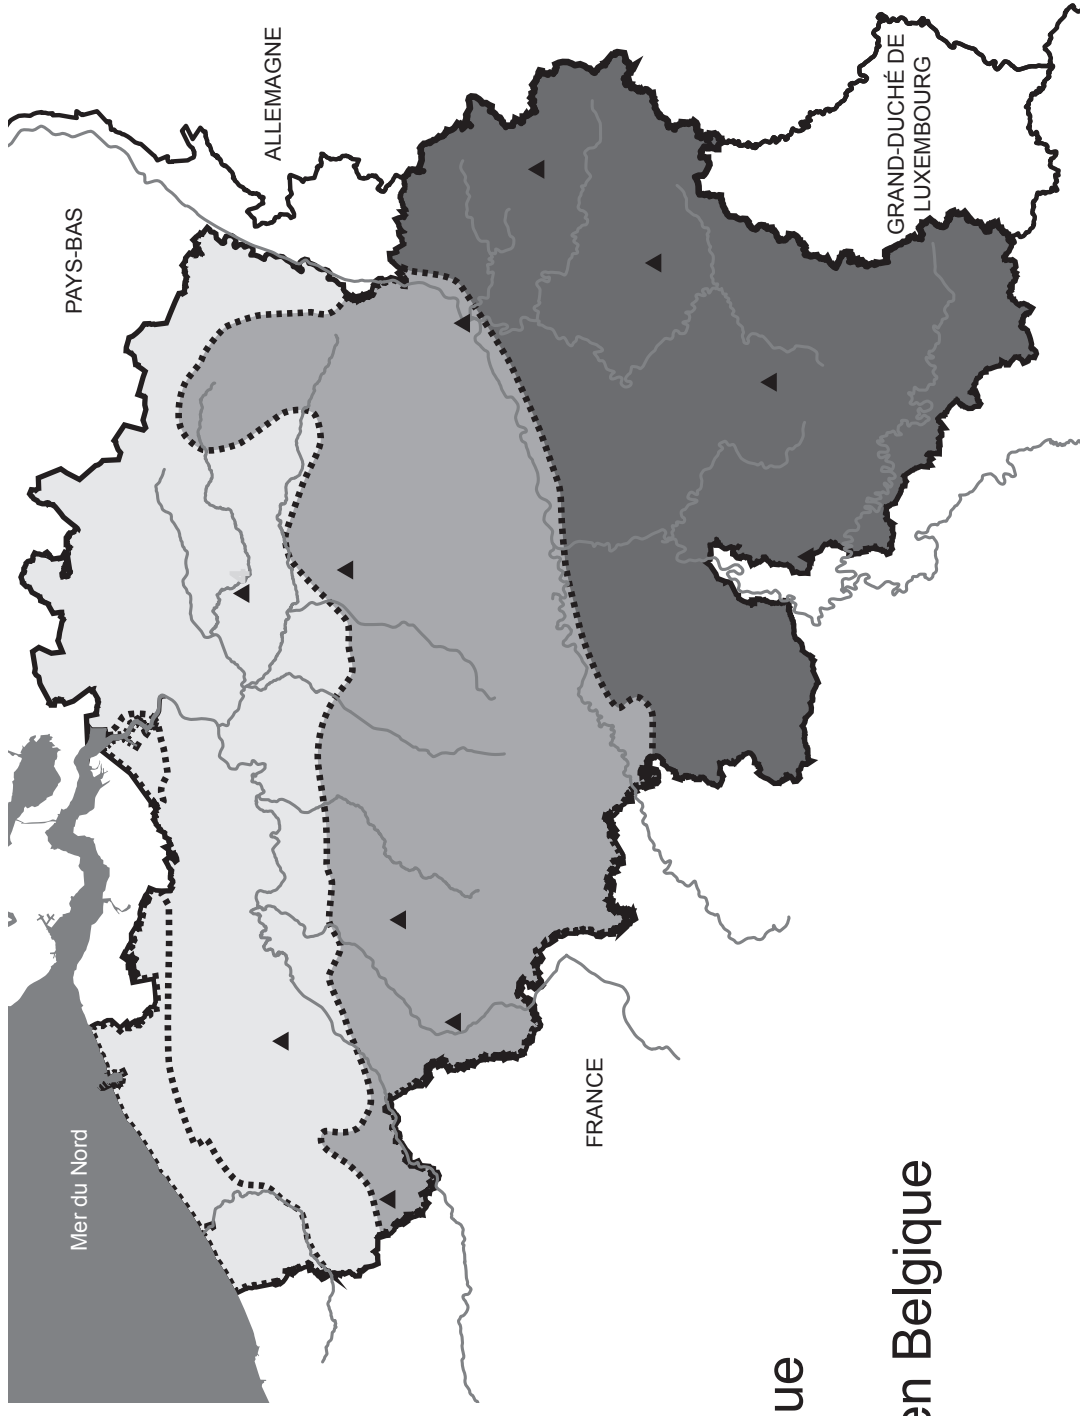 PAYS-BAS
ALLEMAGNE
GRAND-DUCHÉ DE
LUXEMBOURG
Mer du Nord
FRANCE
ue
en Belgique